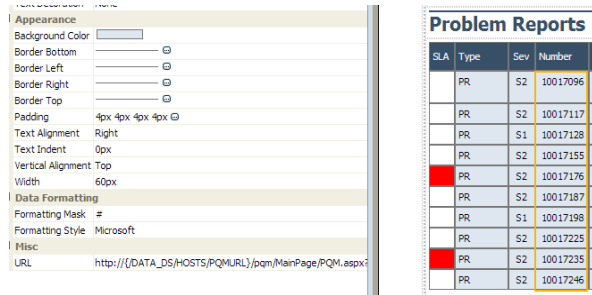 Appearance
Background Color
Border Bottom
Border Left
Border Right
Border Top
Padding 4px 4px 4px 4px
Text Alignment Right
Text Indent 0px
Vertical Alignment Top
Width 60px
Data Formatting
Formatting Mask #
Formatting Style Microsoft
Misc
URL http://{/DATA_DS/HOSTS/PQMURL}/pqm/MainPage/PQM.aspx?
Problem Reports
SLA Type Sev Number
PR S2 10017096
PR S2 10017117
PR S1 10017128
PR S2 10017155
PR S2 10017176
PR S2 10017187
PR S1 10017198
PR S2 10017225
PR S2 10017235
PR S2 10017246